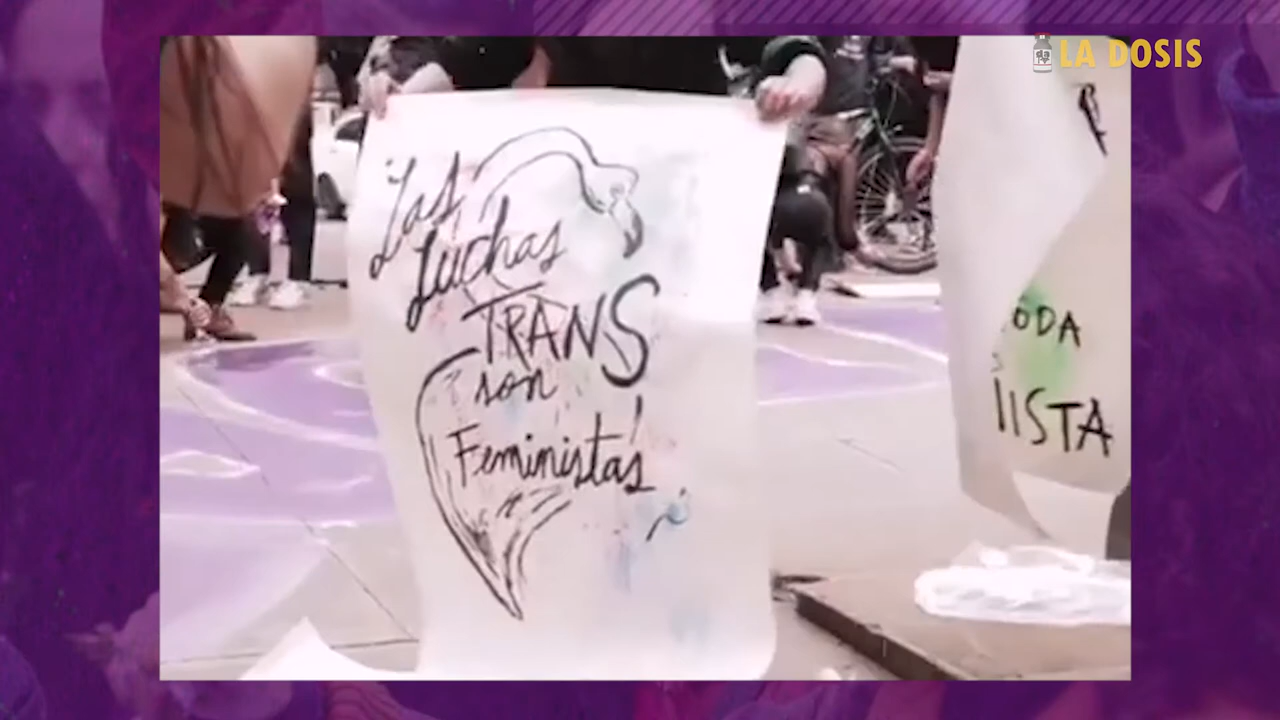 LA DOSIS
Las
Luchas
TRANS
son
Feministas
ODA
IISTA